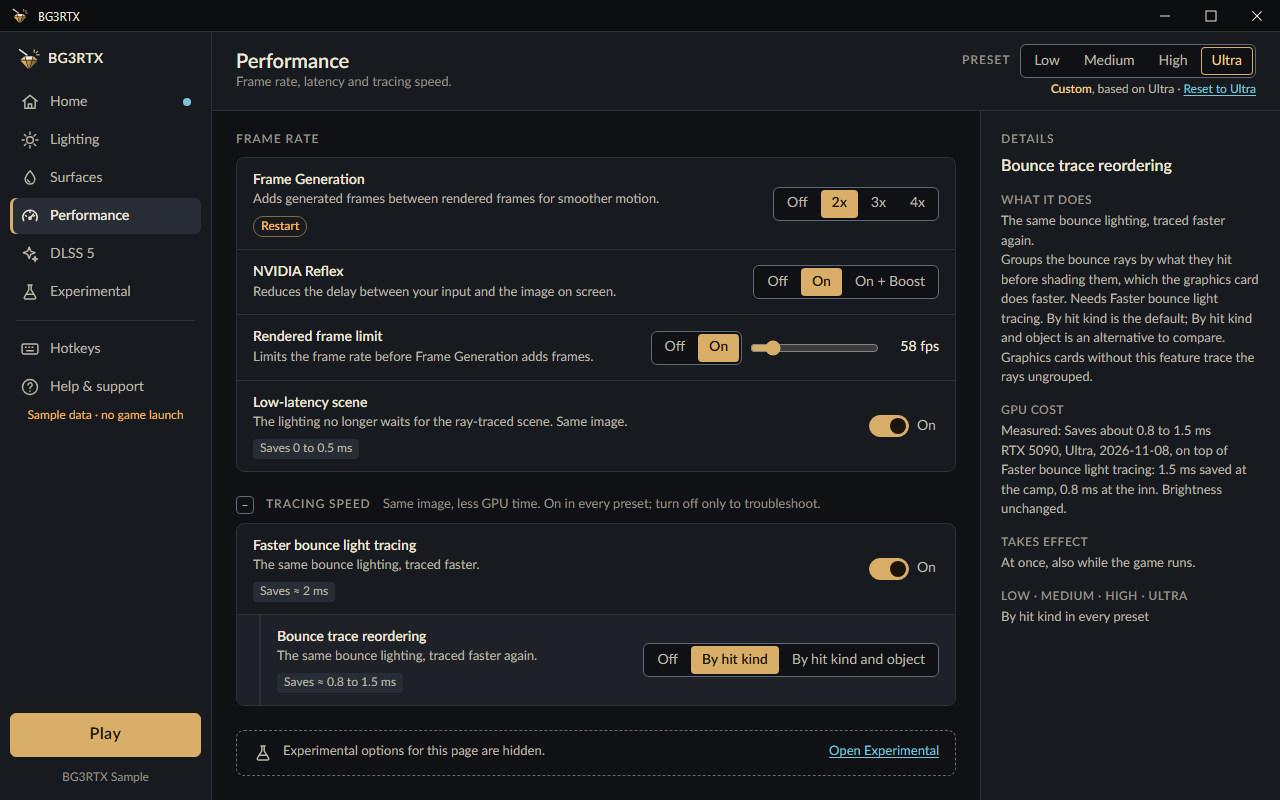 BG3RTX
BG3RTX
Home
Lighting
Surfaces
Performance
DLSS 5
Experimental
Hotkeys
Help & support
Sample data · no game launch
Play
BG3RTX Sample
Performance
Frame rate, latency and tracing speed.
PRESET Low Medium High Ultra
Custom, based on Ultra · Reset to Ultra
FRAME RATE
Frame Generation
Adds generated frames between rendered frames for smoother motion.
Restart
Off 2x 3x 4x
NVIDIA Reflex
Reduces the delay between your input and the image on screen.
Off On On + Boost
Rendered frame limit
Limits the frame rate before Frame Generation adds frames.
Off On 58 fps
Low-latency scene
The lighting no longer waits for the ray-traced scene. Same image.
Saves 0 to 0.5 ms
On
TRACING SPEED Same image, less GPU time. On in every preset; turn off only to troubleshoot.
Faster bounce light tracing
The same bounce lighting, traced faster.
Saves ≈ 2 ms
On
Bounce trace reordering
The same bounce lighting, traced faster again.
Saves ≈ 0.8 to 1.5 ms
Off By hit kind By hit kind and object
Experimental options for this page are hidden.
Open Experimental
DETAILS
Bounce trace reordering
WHAT IT DOES
The same bounce lighting, traced faster
again.
Groups the bounce rays by what they hit
before shading them, which the graphics card
does faster. Needs Faster bounce light
tracing. By hit kind is the default; By hit kind
and object is an alternative to compare.
Graphics cards without this feature trace the
rays ungrouped.
GPU COST
Measured: Saves about 0.8 to 1.5 ms
RTX 5090, Ultra, 2026-11-08, on top of
Faster bounce light tracing: 1.5 ms saved at
the camp, 0.8 ms at the inn. Brightness
unchanged.
TAKES EFFECT
At once, also while the game runs.
LOW · MEDIUM · HIGH · ULTRA
By hit kind in every preset